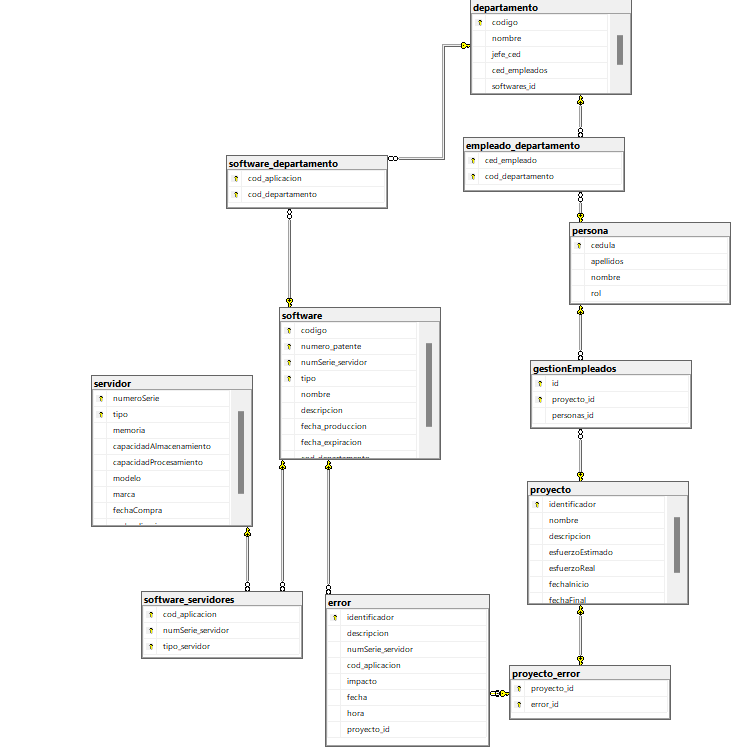 departamento
codigo
nombre
jefe_ced
ced_empleados
softwares_id
software_departamento
cod_aplicacion
cod_departamento
empleado_departamento
ced_empleado
cod_departamento
persona
cedula
apellidos
nombre
rol
software
codigo
numero_patente
numSerie_servidor
tipo
nombre
descripcion
fecha_produccion
fecha_expiracion
cod_departamento
servidor
numeroSerie
tipo
memoria
capacidadAlmacenamiento
capacidadProcesamiento
modelo
marca
fechaCompra
gestionEmpleados
id
proyecto_id
personas_id
proyecto
identificador
nombre
descripcion
esfuerzoEstimado
esfuerzoReal
fechaInicio
fechaFinal
software_servidores
cod_aplicacion
numSerie_servidor
tipo_servidor
error
identificador
descripcion
numSerie_servidor
cod_aplicacion
impacto
fecha
hora
proyecto_id
proyecto_error
proyecto_id
error_id